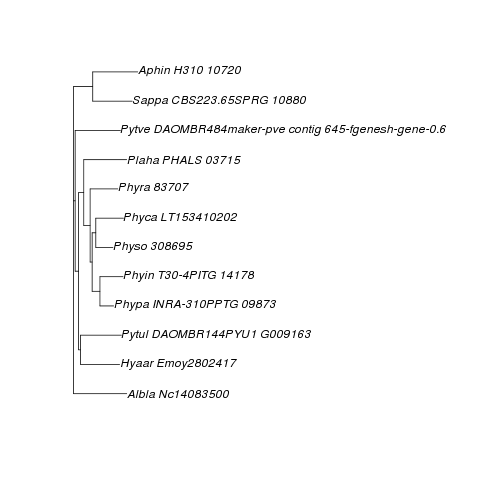 Aphin H310 10720
Sappa CBS223.65SPRG 10880
Pytve DAOMBR484maker-pve contig 645-fgenesh-gene-0.6
Plaha PHALS 03715
Phyra 83707
Phyca LT153410202
Physo 308695
Phyin T30-4PITG 14178
Phypa INRA-310PPTG 09873
Pytul DAOMBR144PYU1 G009163
Hyaar Emoy2802417
Albla Nc14083500